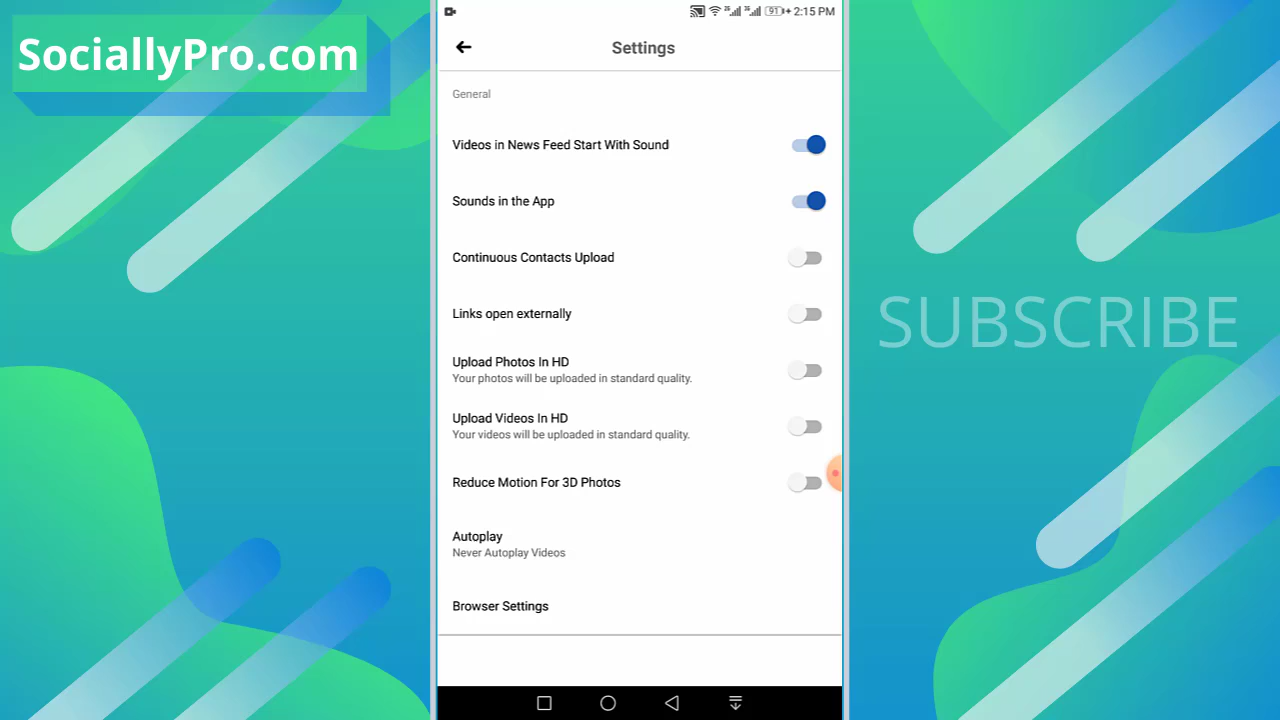 SociallyPro.com
91 2:15 PM
Settings
General
Videos in News Feed Start With Sound
Sounds in the App
Continuous Contacts Upload
Links open externally
Upload Photos In HD
Your photos will be uploaded in standard quality.
Upload Videos In HD
Your videos will be uploaded in standard quality.
Reduce Motion For 3D Photos
Autoplay
Never Autoplay Videos
Browser Settings
SUBSCRIBE